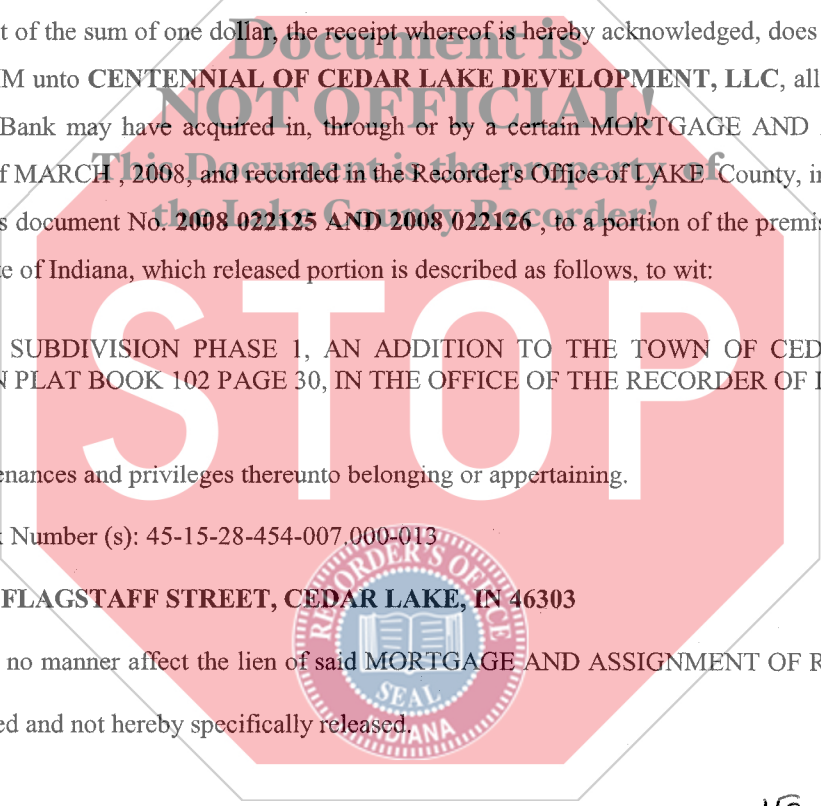 t of the sum of one dollar, the receipt whereof is hereby acknowledged, does
Document is
IM unto CENTENNIAL OF CEDAR LAKE DEVELOPMENT, LLC, all
NOT OFFICIAL!
Bank may have acquired in, through or by a certain MORTGAGE AND
This Document is the property of
f MARCH , 2008, and recorded in the Recorder's Office of LAKE County, in
the Lake County Recorder!
s document No. 2008 022125 AND 2008 022126 , to a portion of the premis
te of Indiana, which released portion is described as follows, to wit:
STOP
SUBDIVISION PHASE 1, AN ADDITION TO THE TOWN OF CED
N PLAT BOOK 102 PAGE 30, IN THE OFFICE OF THE RECORDER OF
enances and privileges thereunto belonging or appertaining.
x Number (s): 45-15-28-454-007.000-013
RECORDER'S OFFICE
FLAGSTAFF STREET, CEDAR LAKE, IN 46303
no manner affect the lien of said MORTGAGE AND ASSIGNMENT OF R
SEAL
INDIANA
ed and not hereby specifically released.